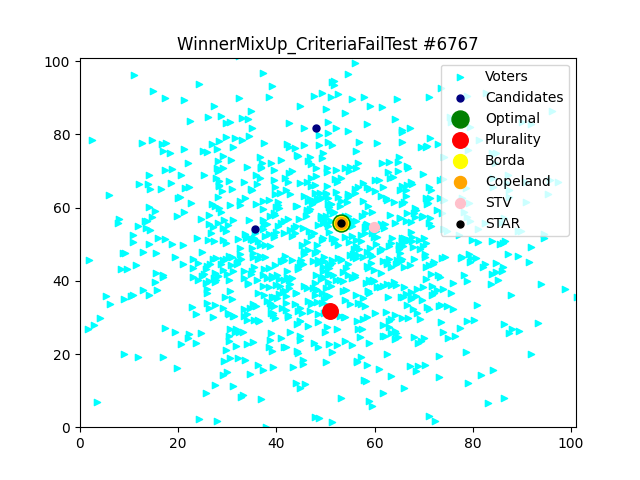 WinnerMixUp_CriteriaFailTest #6767
100
80
60
40
20
0
0
20
40
60
80
100
Voters
Candidates
Optimal
Plurality
Borda
Copeland
STV
STAR